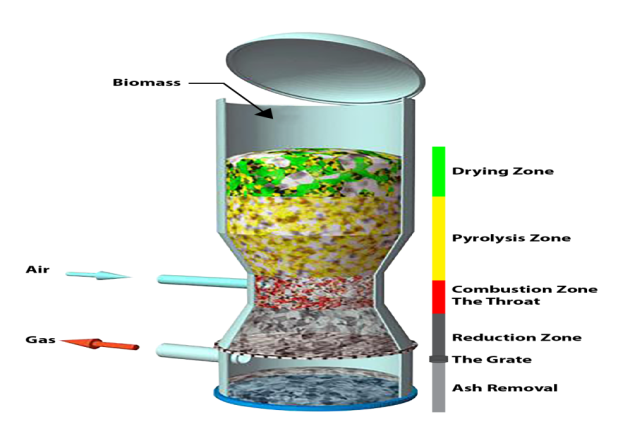 Biomass
Drying Zone
Pyrolysis Zone
Air
Combustion Zone
The Throat
Gas
Reduction Zone
The Grate
Ash Removal